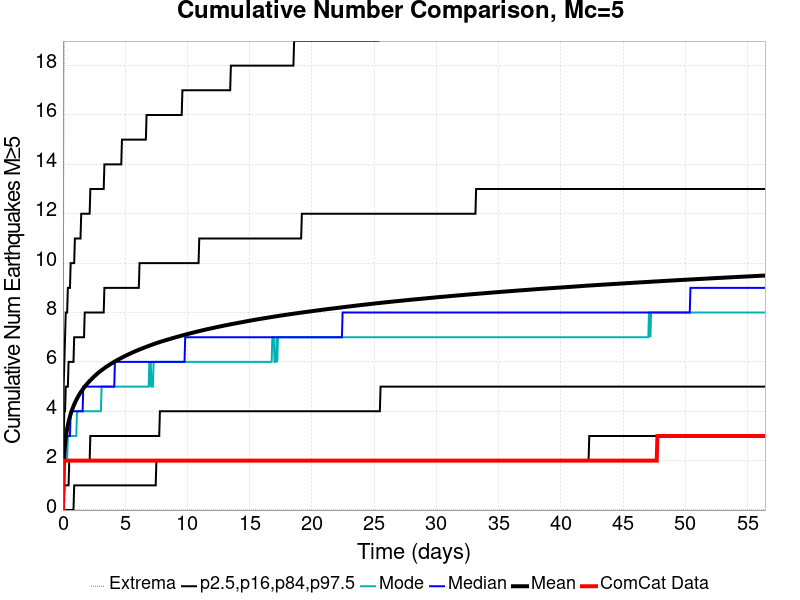 Cumulative Number Comparison, Mc=5
Cumulative Num Earthquakes M≥5
18
16
14
12
10
8
6
4
2
0
0 5 10 15 20 25 30 35 40 45 50 55
Time (days)
Extrema p2.5,p16,p84,p97.5 Mode Median Mean ComCat Data